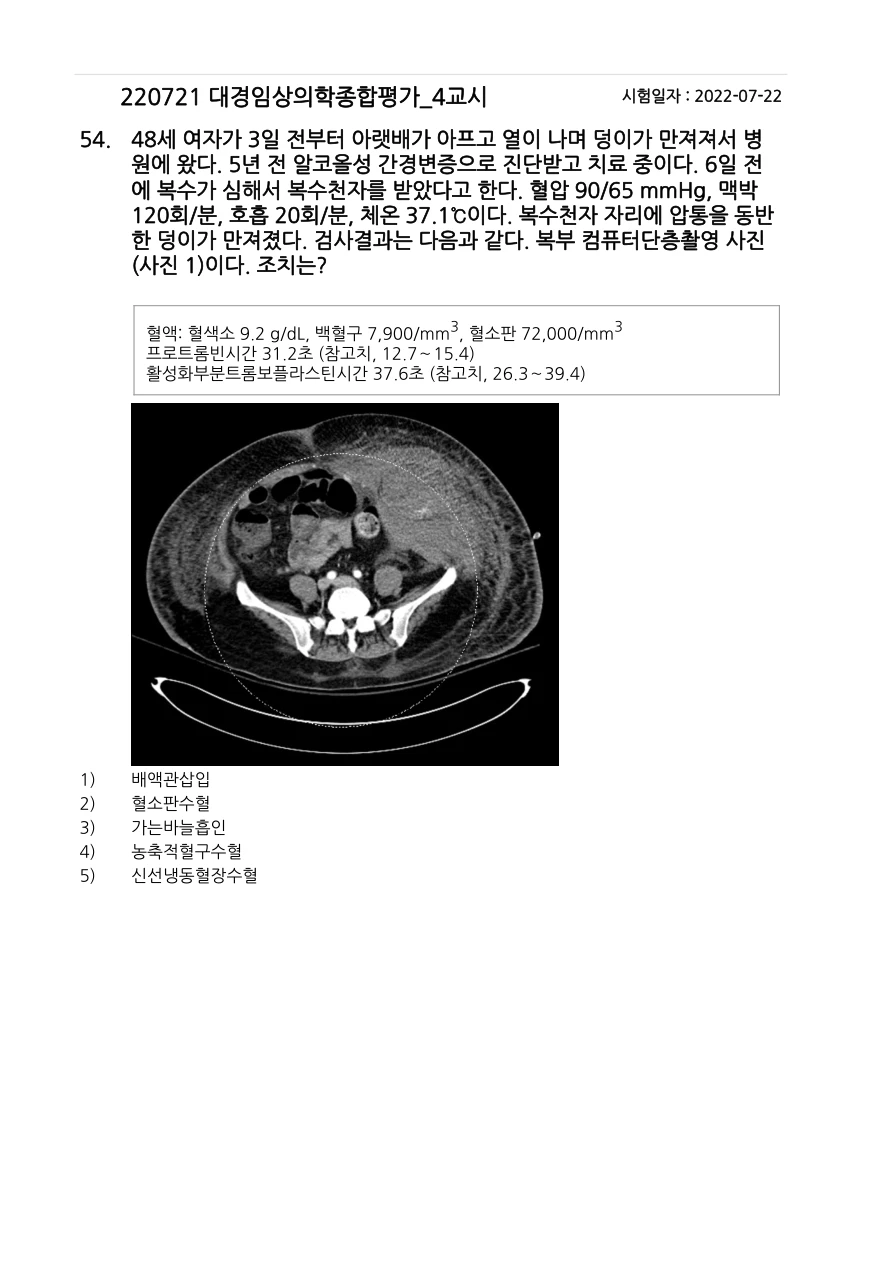 220721 대경임상의학종합평가_4교시
시험일자 : 2022-07-22
54. 48세 여자가 3일 전부터 아랫배가 아프고 열이 나며 덩이가 만져져서 병
원에 왔다. 5년 전 알코올성 간경변증으로 진단받고 치료 중이다. 6일 전
에 복수가 심해서 복수천자를 받았다고 한다. 혈압 90/65 mmHg, 맥박
120회/분, 호흡 20회/분, 체온 37.1℃이다. 복수천자 자리에 압통을 동반
한 덩이가 만져졌다. 검사결과는 다음과 같다. 복부 컴퓨터단층촬영 사진
(사진 1)이다. 조치는?
혈액: 혈색소 9.2 g/dL, 백혈구 7,900/mm³, 혈소판 72,000/mm³
프로트롬빈시간 31.2초 (참고치, 12.7~15.4)
활성화부분트롬보플라스틴시간 37.6초 (참고치, 26.3~39.4)
1) 배액관삽입
2) 혈소판수혈
3) 가는바늘흡인
4) 농축적혈구수혈
5) 신선냉동혈장수혈